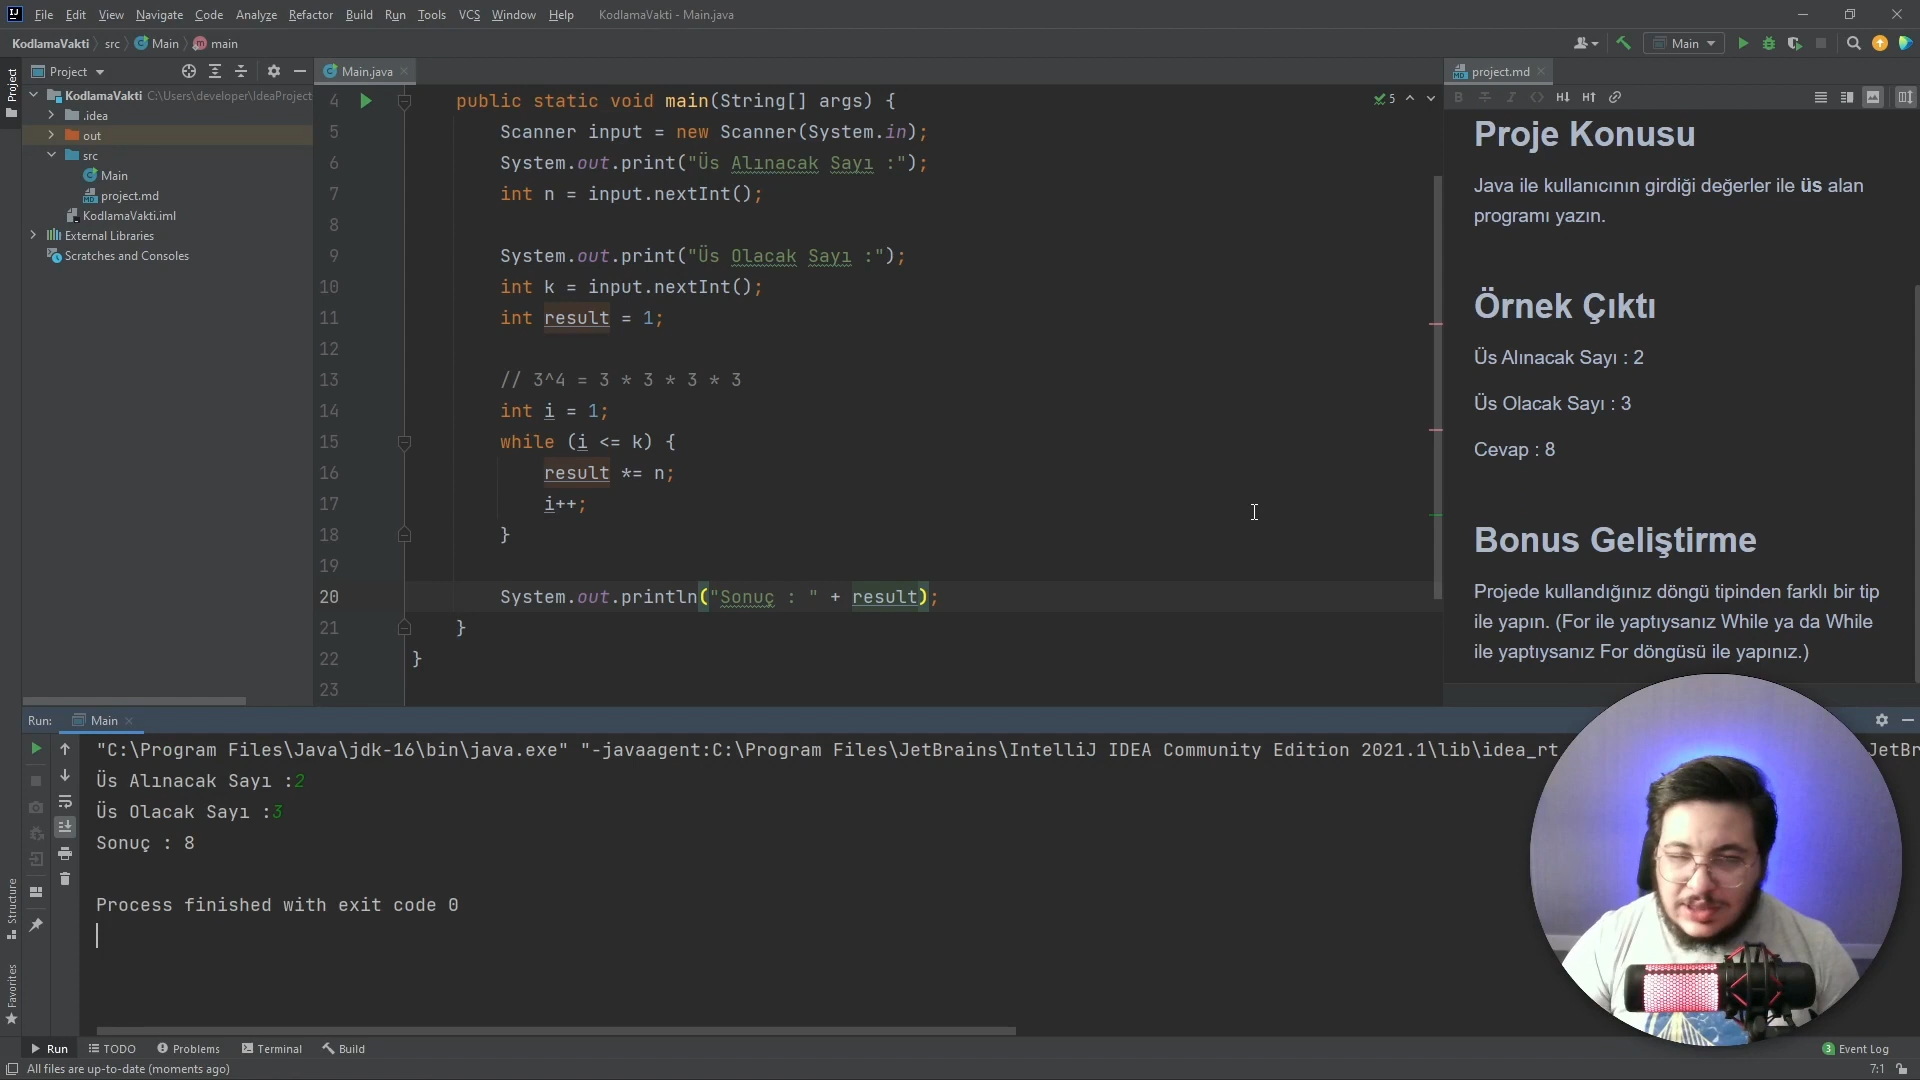 File Edit View Navigate Code Analyze Refactor Build Run Tools VCS Window Help KodlamaVakti - Main.java
KodlamaVakti src Main main
Main
Project
Project
Main.java
project.md
KodlamaVakti C:\Users\developer\IdeaProject
.idea
out
src
Main
project.md
KodlamaVakti.iml
External Libraries
Scratches and Consoles
5
4 public static void main(String[] args) {
5 Scanner input = new Scanner(System.in);
6 System.out.print("Üs Alınacak Sayı :");
7 int n = input.nextInt();
8
9 System.out.print("Üs Olacak Sayı :");
10 int k = input.nextInt();
11 int result = 1;
12
13 // 3^4 = 3 * 3 * 3 * 3
14 int i = 1;
15 while (i <= k) {
16 result *= n;
17 i++;
18 }
19
20 System.out.println("Sonuç : " + result);
21 }
22 }
23
Proje Konusu
Java ile kullanıcının girdiği değerler ile üs alan
programı yazın.
Örnek Çıktı
Üs Alınacak Sayı : 2
Üs Olacak Sayı : 3
Cevap : 8
Bonus Geliştirme
Projede kullandığınız döngü tipinden farklı bir tip
ile yapın. (For ile yaptıysanız While ya da While
ile yaptıysanız For döngüsü ile yapınız.)
Run: Main
"C:\Program Files\Java\jdk-16\bin\java.exe" "-javaagent:C:\Program Files\JetBrains\IntelliJ IDEA Community Edition 2021.1\lib\idea_rt JetBr
Üs Alınacak Sayı :2
Üs Olacak Sayı :3
Sonuç : 8
Process finished with exit code 0
Structure
Favorites
Run TODO Problems Terminal Build
3 Event Log
All files are up-to-date (moments ago)
7:1